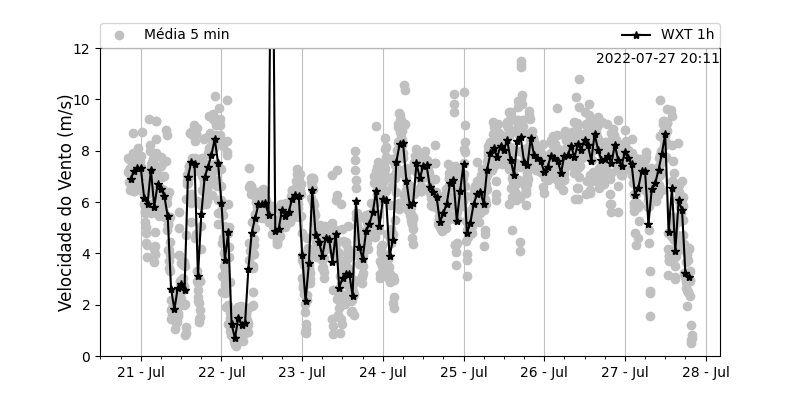 Média 5 min
WXT 1h
2022-07-27 20:11
Velocidade do Vento (m/s)
12
10
8
6
4
2
0
21 - Jul
22 - Jul
23 - Jul
24 - Jul
25 - Jul
26 - Jul
27 - Jul
28 - Jul